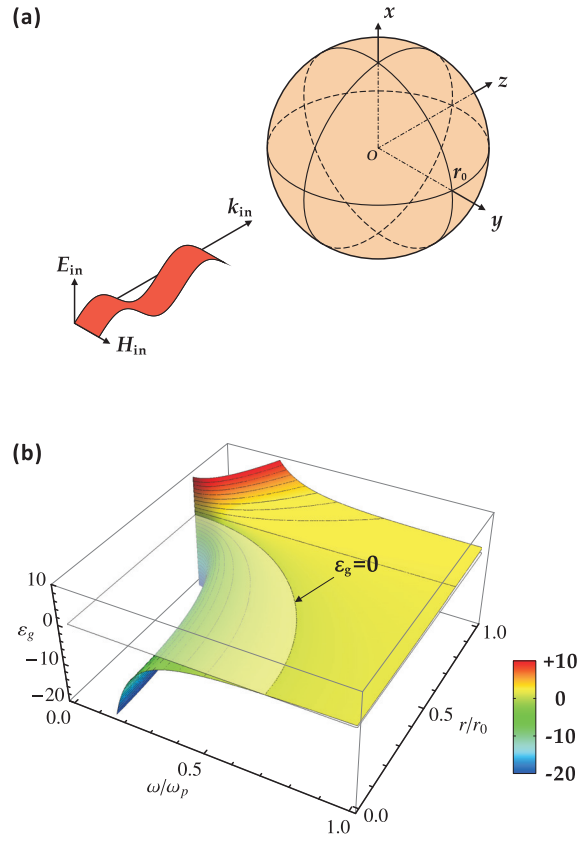 (a)
x
z
O
r₀
y
k_in
E_in
H_in
(b)
ε_g=0
10
0
−10
−20
ε_g
0.0
0.5
1.0
ω/ω_p
0.0
0.5
1.0
r/r₀
+10
0
-10
-20